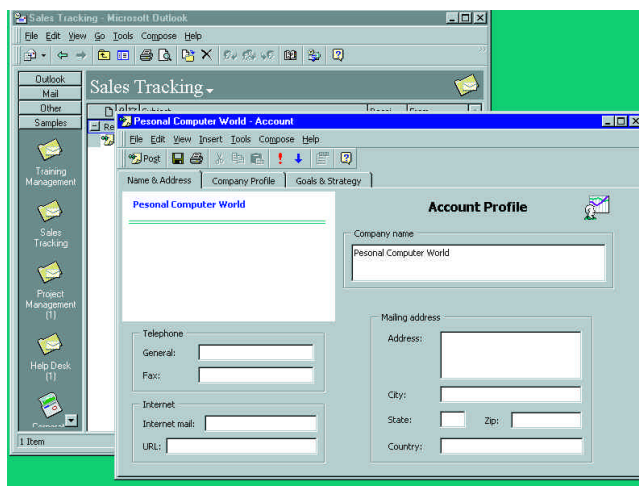 Sales Tracking - Microsoft Outlook
File Edit View Go Tools Compose Help
Outlook
Mail
Other
Samples
Training
Management
Sales
Tracking
Project
Management
(1)
Help Desk
(1)
1 Item
Sales Tracking
Pesonal Computer World - Account
File Edit View Insert Tools Compose Help
Post
Name & Address Company Profile Goals & Strategy
Pesonal Computer World
Account Profile
Company name
Pesonal Computer World
Telephone
General:
Fax:
Internet
Internet mail:
URL:
Mailing address
Address:
City:
State: Zip:
Country: